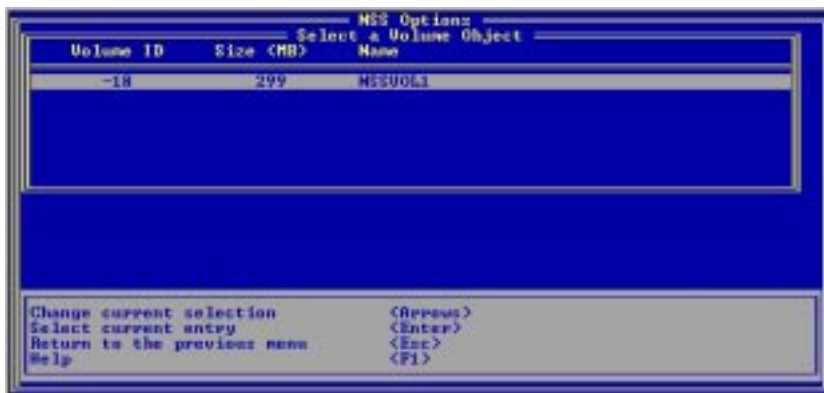 NSS Options
Select a Volume Object
Volume ID Size (MB) Name
-18 299 NSSVOL1
Change current selection <Arrows>
Select current entry <Enter>
Return to the previous menu <Esc>
Help <F1>